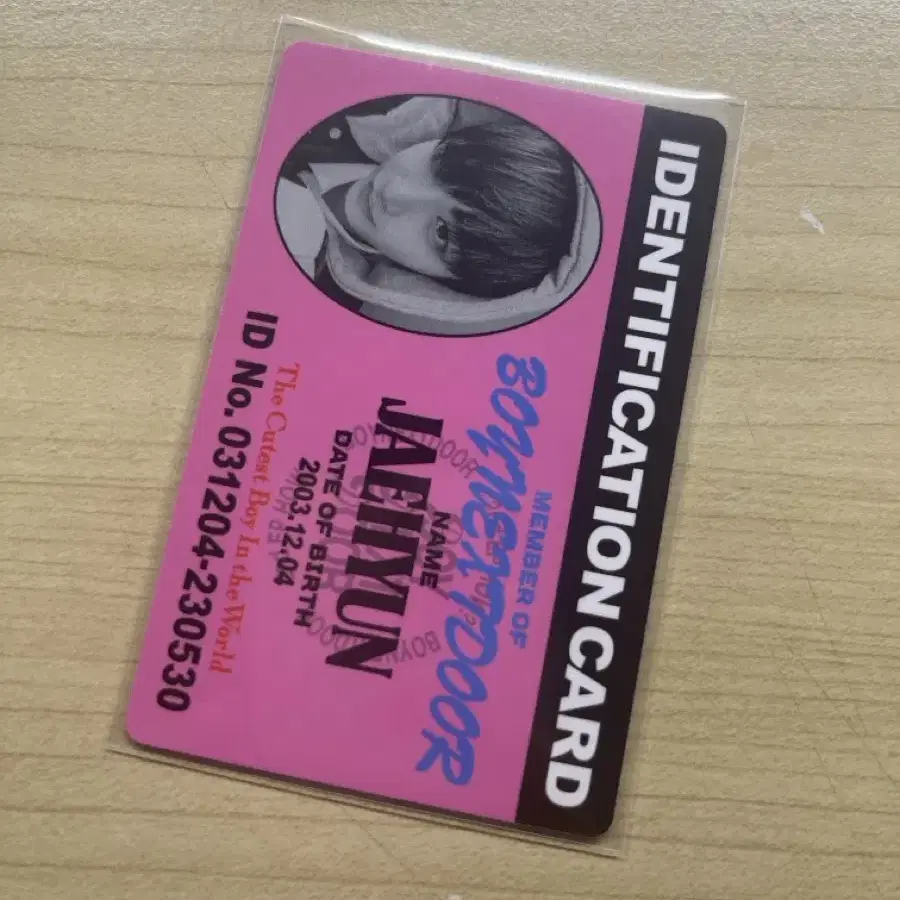 IDENTIFICATION CARD
MEMBER OF
BOYNEXTDOOR
NAME
JAEHYUN
DATE OF BIRTH
2003.12.04
The Cutest Boy In the World
ID No. 031204-230530